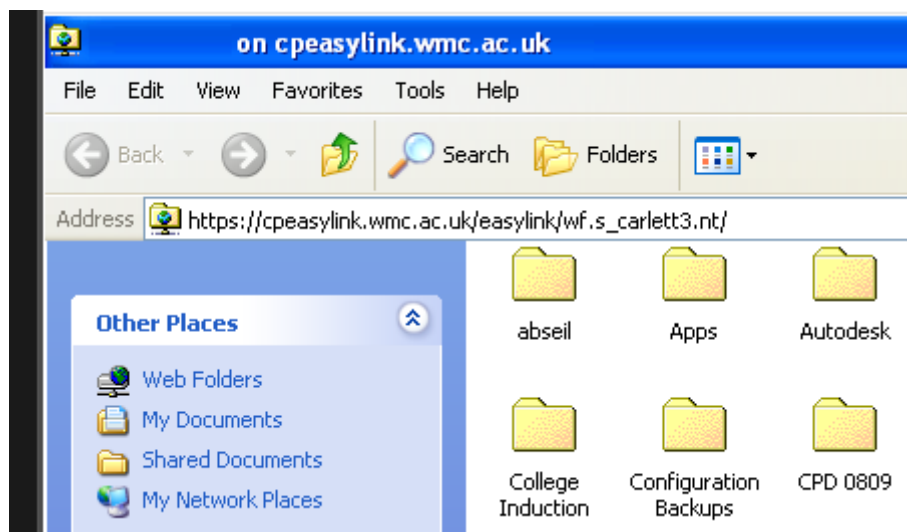 on cpeasylink.wmc.ac.uk
File Edit View Favorites Tools Help
Back Search Folders
Address https://cpeasylink.wmc.ac.uk/easylink/wf.s_carlett3.nt/
Other Places
Web Folders
My Documents
Shared Documents
My Network Places
abseil Apps Autodesk
College Induction Configuration Backups CPD 0809